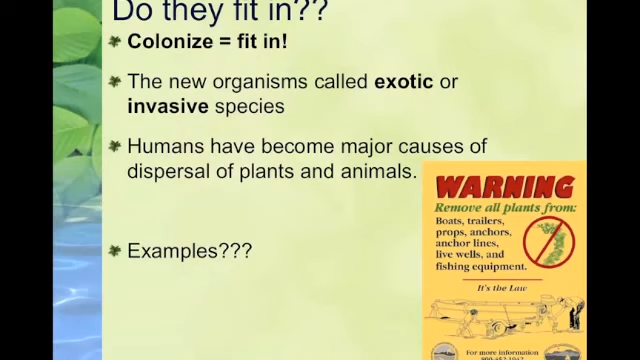 Do they fit in??
Colonize = fit in!
The new organisms called exotic or
invasive species
Humans have become major causes of
dispersal of plants and animals.
Examples???
WARNING
Remove all plants from:
Boats, trailers,
props, anchors,
anchor lines,
live wells, and
fishing equipment.
It's the Law
For more information